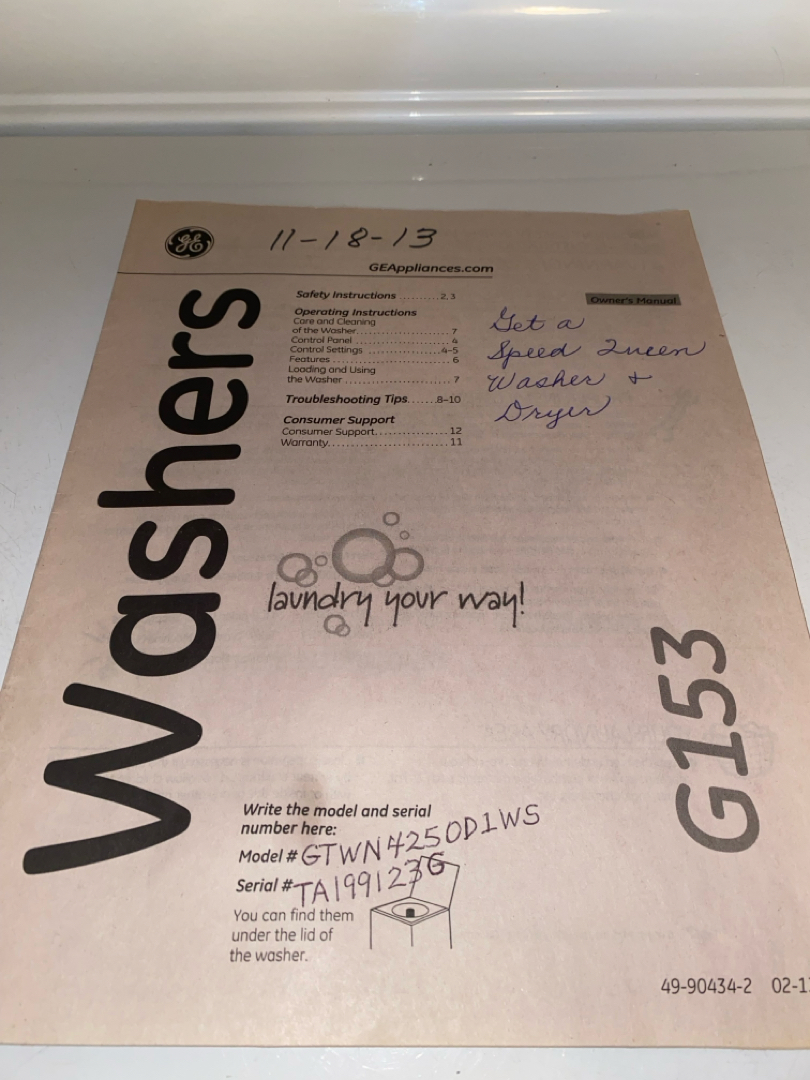 GE
11-18-13
GEAppliances.com
Washers
Safety Instructions .........2, 3
Operating Instructions
Care and Cleaning
of the Washer...................7
Control Panel ...................4
Control Settings ..............4-5
Features ........................6
Loading and Using
the Washer .....................7
Troubleshooting Tips......8-10
Consumer Support
Consumer Support...............12
Warranty........................11
Owner's Manual
Get a
Speed Queen
Washer +
Dryer
laundry your way!
G153
Write the model and serial
number here:
Model # GTWN4250D1WS
Serial # TA199123G
You can find them
under the lid of
the washer.
49-90434-2 02-1